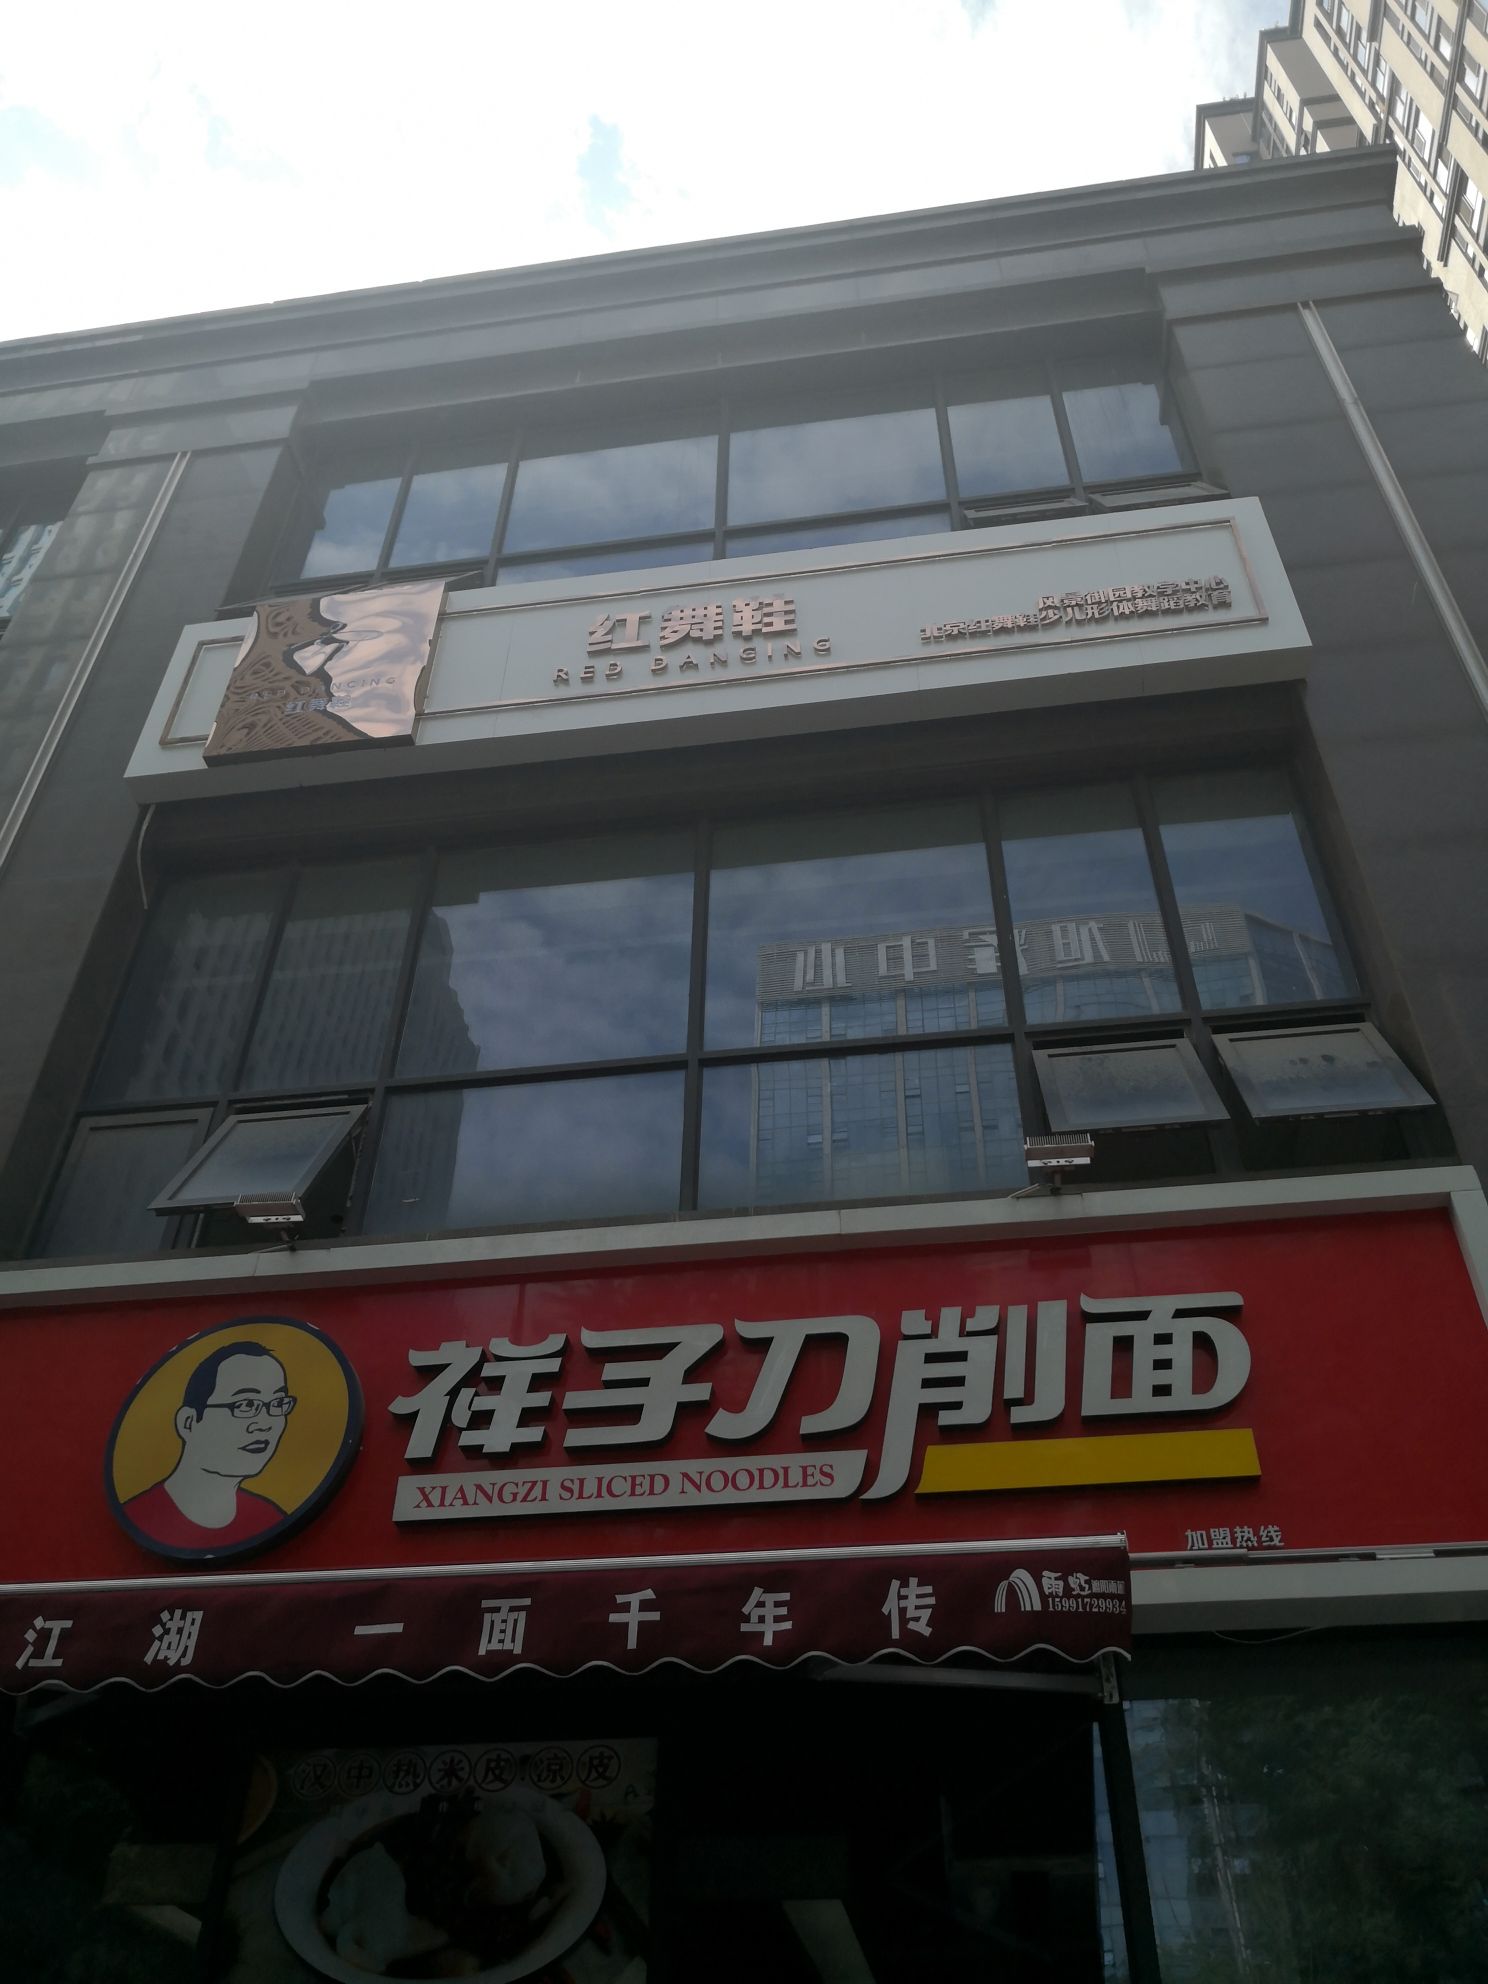 红舞鞋
RED DANCING
风景御园教学中心
北京红舞鞋少儿形体舞蹈教育
RED DANCING
红舞鞋
祥子刀削面
XIANGZI SLICED NOODLES
加盟热线
江湖 一面千年传
雨虹
15991729934
汉中热米皮.凉皮